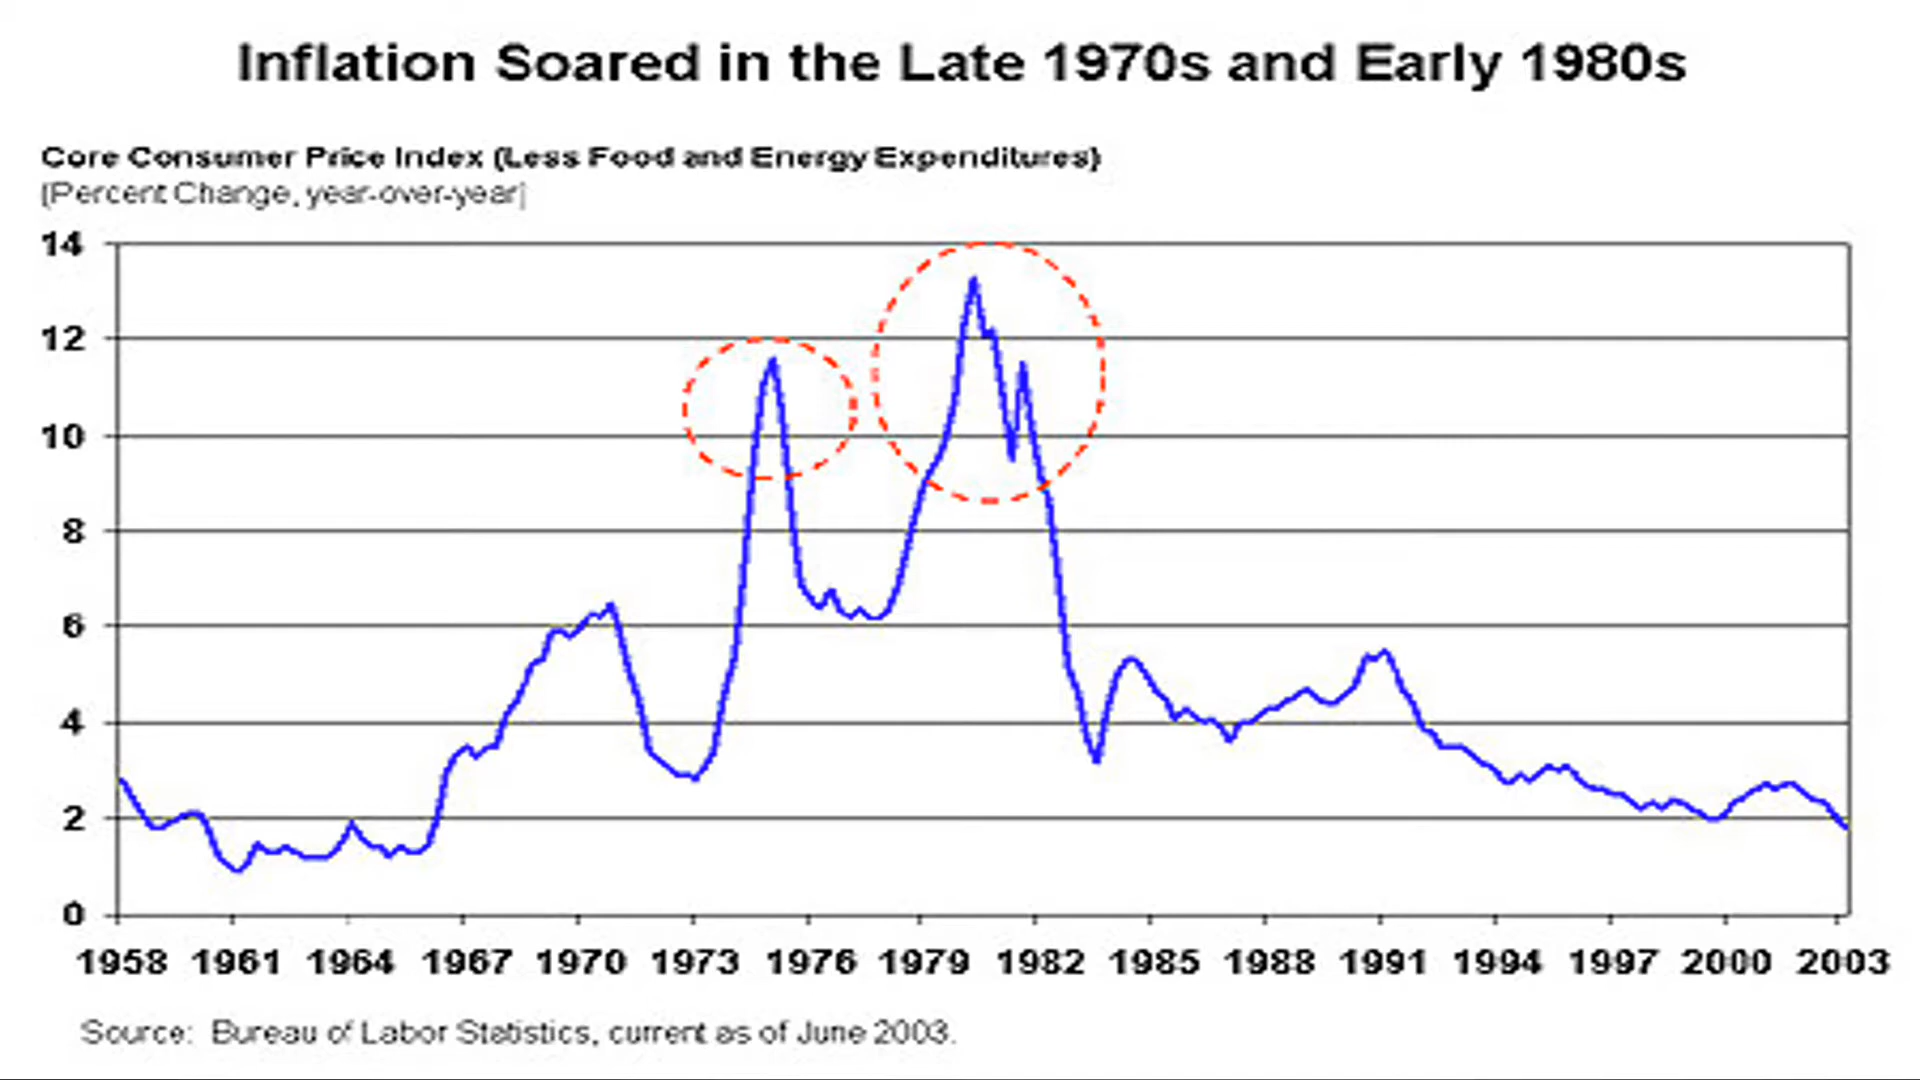 Inflation Soared in the Late 1970s and Early 1980s
Core Consumer Price Index (Less Food and Energy Expenditures)
[Percent Change, year-over-year]
14
12
10
8
6
4
2
0
1958 1961 1964 1967 1970 1973 1976 1979 1982 1985 1988 1991 1994 1997 2000 2003
Source: Bureau of Labor Statistics, current as of June 2003.